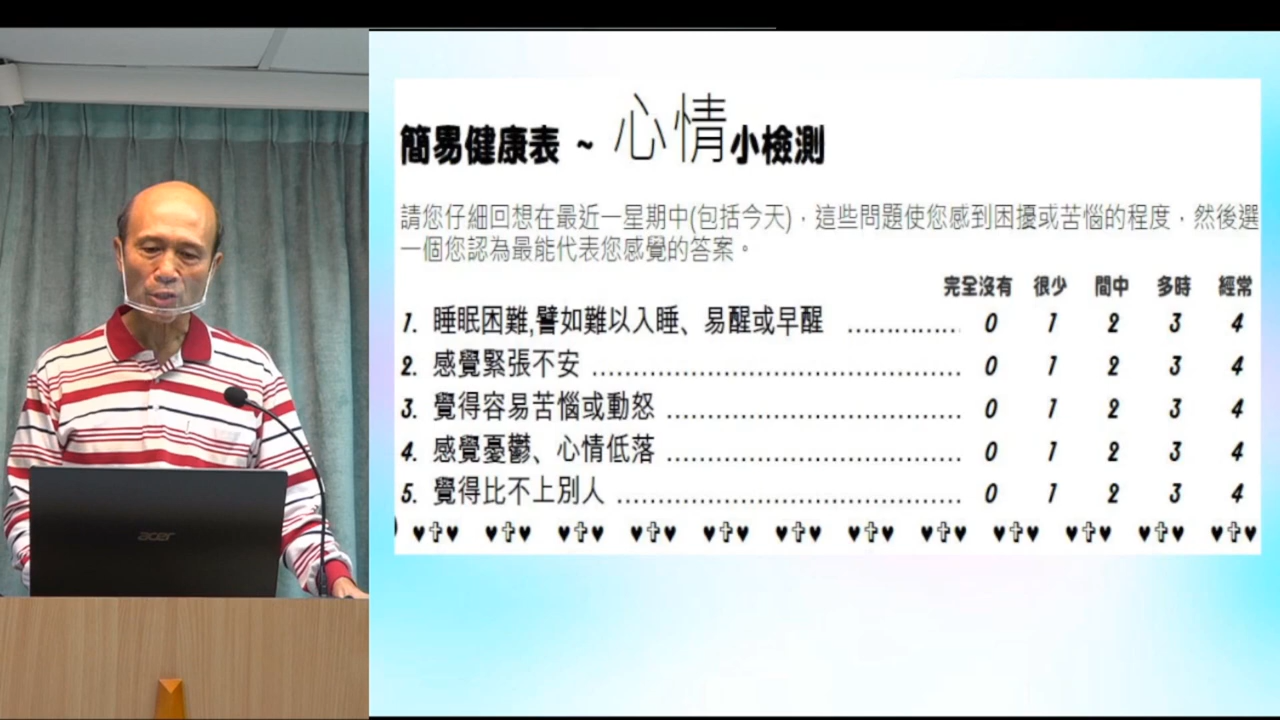 簡易健康表 ~ 心情小檢測
請您仔細回想在最近一星期中(包括今天)，這些問題使您感到困擾或苦惱的程度，然後選
一個您認為最能代表您感覺的答案。
完全沒有 很少 間中 多時 經常
1. 睡眠困難,譬如難以入睡、易醒或早醒 ............... 0 1 2 3 4
2. 感覺緊張不安 ................................................ 0 1 2 3 4
3. 覺得容易苦惱或動怒 ...................................... 0 1 2 3 4
4. 感覺憂鬱、心情低落 ...................................... 0 1 2 3 4
5. 覺得比不上別人 ............................................ 0 1 2 3 4
acer